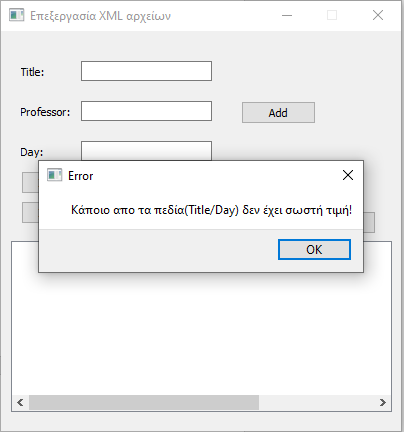 Επεξεργασία XML αρχείων
Title:
Professor:
Add
Day:
Error
Κάποιο απο τα πεδία(Title/Day) δεν έχει σωστή τιμή!
OK